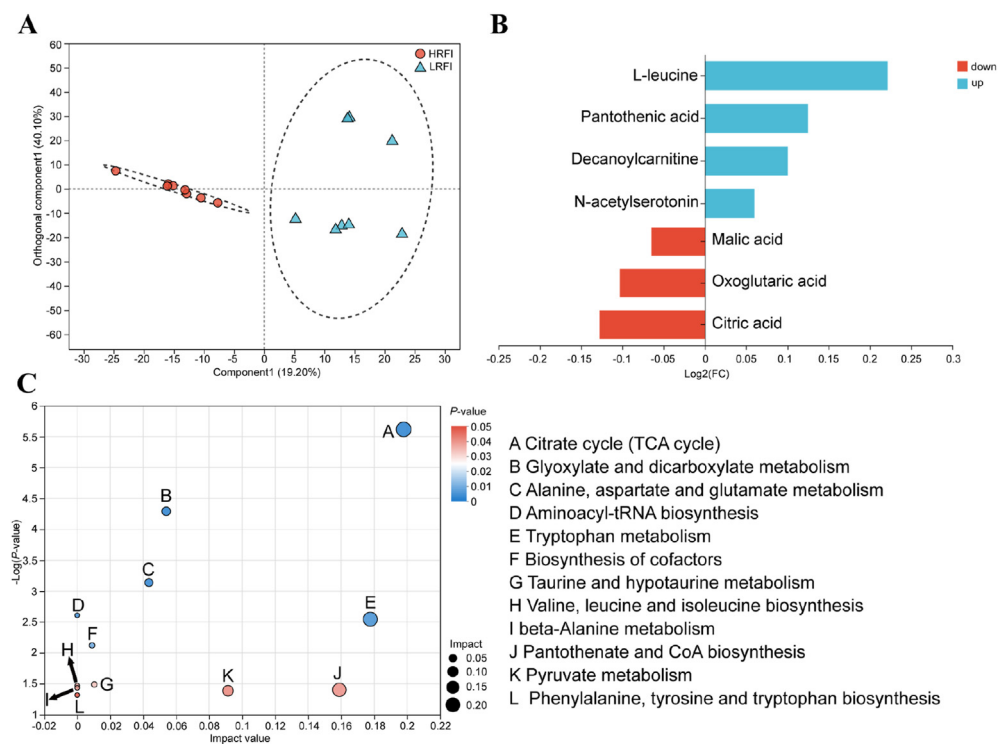 A
HRFI
LRFI
Orthogonal component1 (40.10%)
60
50
40
30
20
10
0
-10
-20
-30
-40
-50
-60
-30 -25 -20 -15 -10 -5 0 5 10 15 20 25 30
Component1 (19.20%)
B
down
up
L-leucine
Pantothenic acid
Decanoylcarnitine
N-acetylserotonin
Malic acid
Oxoglutaric acid
Citric acid
-0.25 -0.2 -0.15 -0.1 -0.05 0 0.05 0.1 0.15 0.2 0.3
Log2(FC)
C
-Log(P-value)
6
5.5
5
4.5
4
3.5
3
2.5
2
1.5
1
A
B
C
D
E
F
H
G
I
L
K
J
-0.02 0 0.02 0.04 0.06 0.08 0.1 0.12 0.14 0.16 0.18 0.2 0.22
Impact value
P-value
0.05
0.04
0.03
0.02
0.01
0
Impact
0.05
0.10
0.15
0.20
A Citrate cycle (TCA cycle)
B Glyoxylate and dicarboxylate metabolism
C Alanine, aspartate and glutamate metabolism
D Aminoacyl-tRNA biosynthesis
E Tryptophan metabolism
F Biosynthesis of cofactors
G Taurine and hypotaurine metabolism
H Valine, leucine and isoleucine biosynthesis
I beta-Alanine metabolism
J Pantothenate and CoA biosynthesis
K Pyruvate metabolism
L Phenylalanine, tyrosine and tryptophan biosynthesis